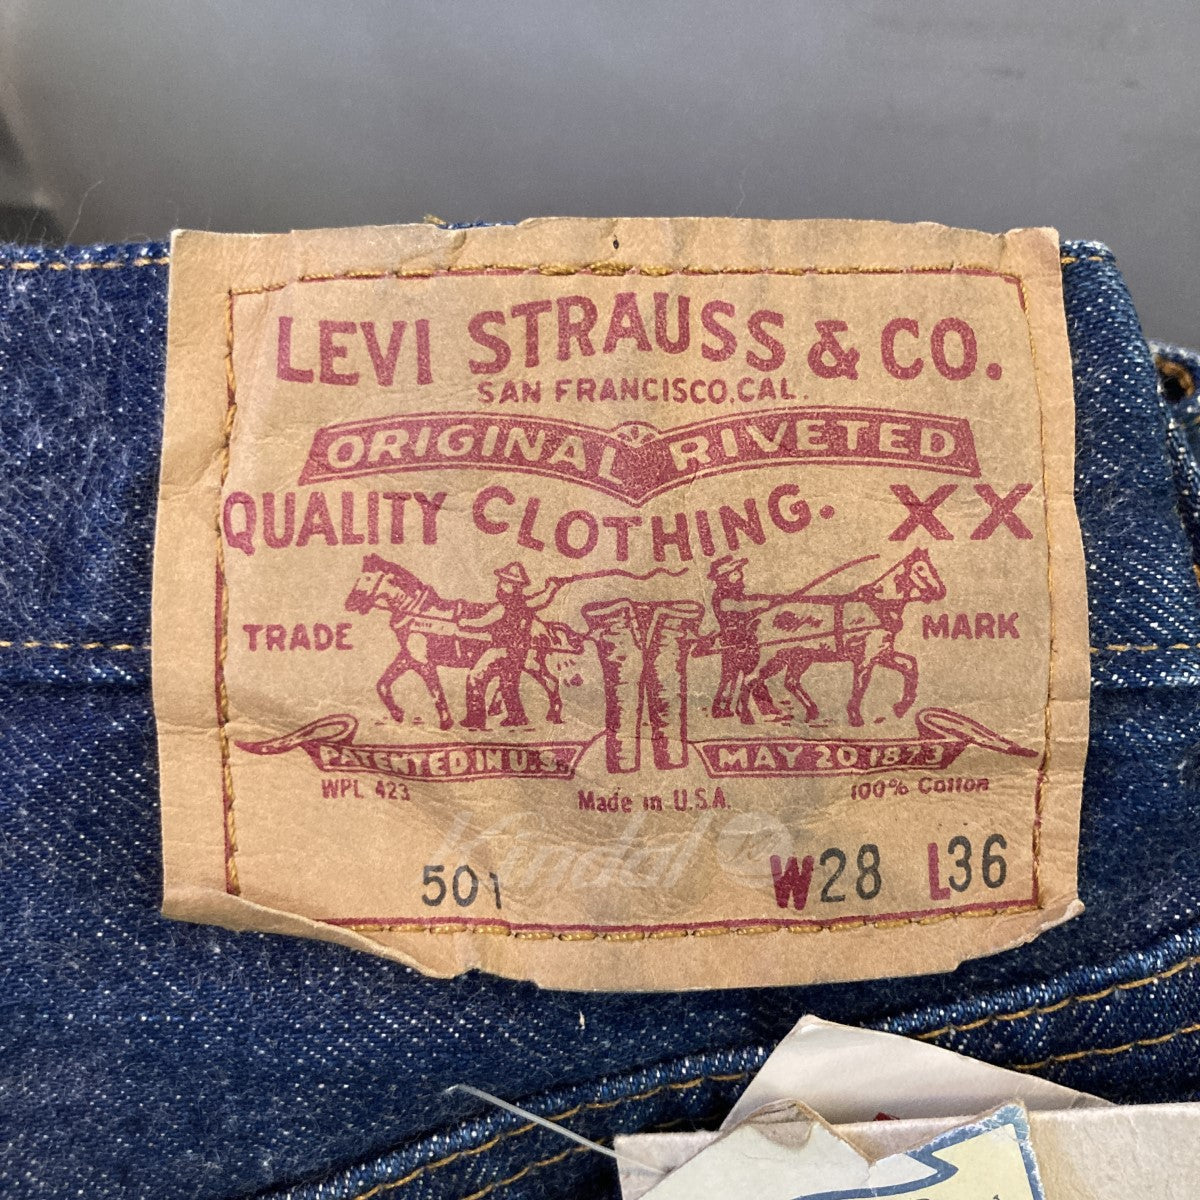 LEVI STRAUSS & CO.
SAN FRANCISCO, CAL.
ORIGINAL RIVETED
QUALITY CLOTHING. XX
TRADE MARK
PATENTED IN U.S. MAY 20 1873
WPL 423 Made in U.S.A. 100% Cotton
Kindal
501 W28 L36